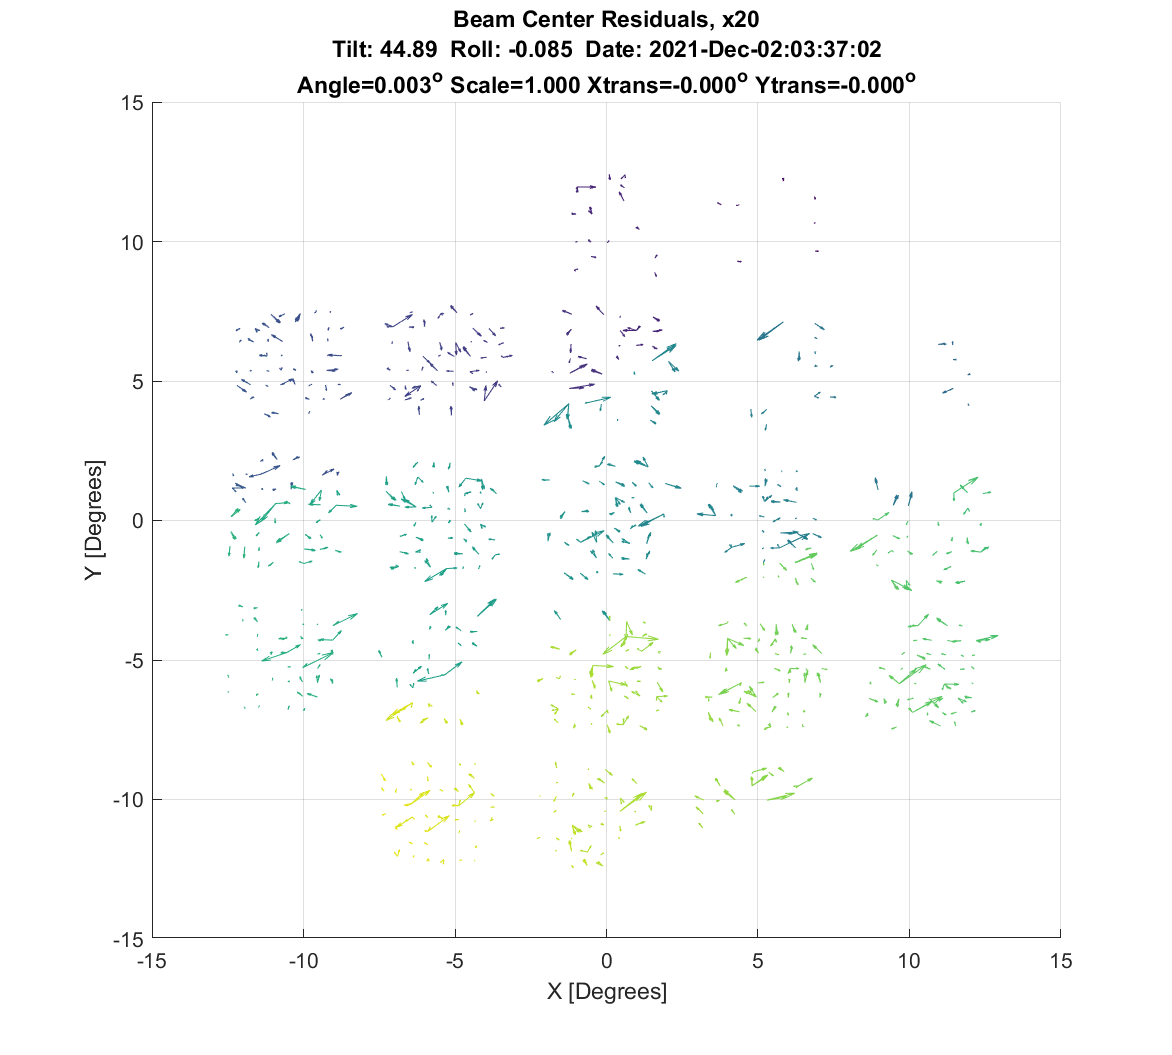 Beam Center Residuals, x20
Tilt: 44.89 Roll: -0.085 Date: 2021-Dec-02:03:37:02
Angle=0.003° Scale=1.000 Xtrans=-0.000° Ytrans=-0.000°
15
10
5
0
-5
-10
-15
Y [Degrees]
-15 -10 -5 0 5 10 15
X [Degrees]